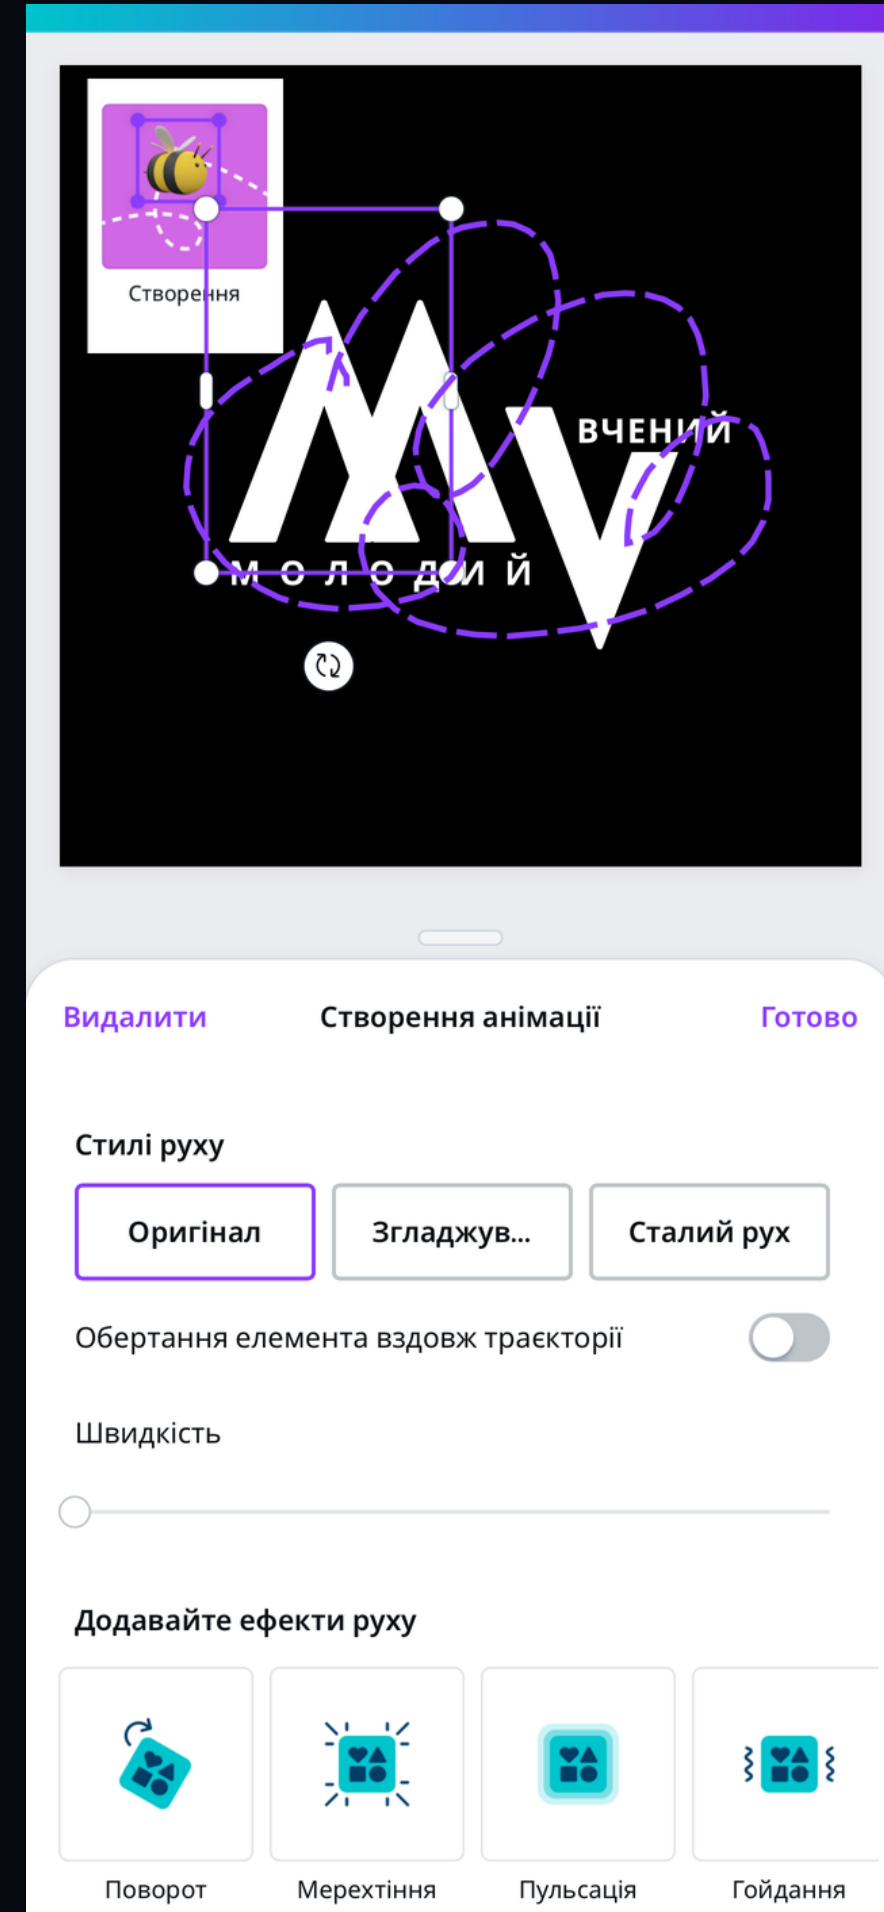 Створення
ВЧЕНИЙ
МОЛОДИЙ
Видалити
Створення анімації
Готово
Стилі руху
Оригінал
Згладжув...
Сталий рух
Обертання елемента вздовж траєкторії
Швидкість
Додавайте ефекти руху
Поворот
Мерехтіння
Пульсація
Гойдання